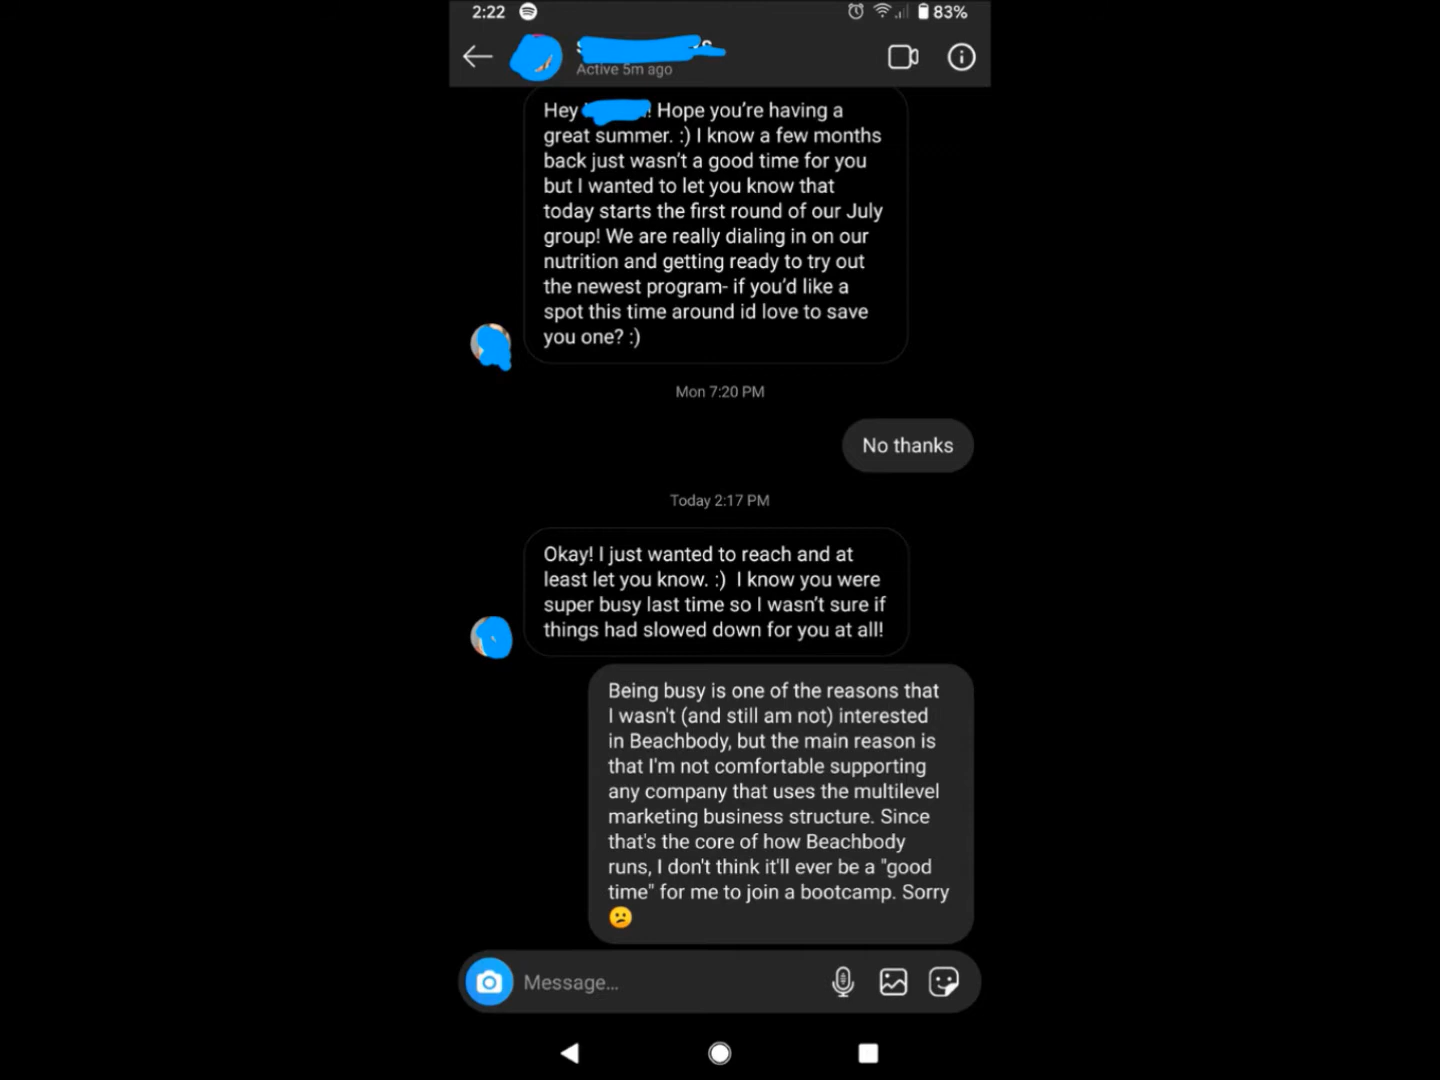 2:22
83%
Active 5m ago
Hey ! Hope you're having a
great summer. :) I know a few months
back just wasn't a good time for you
but I wanted to let you know that
today starts the first round of our July
group! We are really dialing in on our
nutrition and getting ready to try out
the newest program- if you'd like a
spot this time around id love to save
you one? :)
Mon 7:20 PM
No thanks
Today 2:17 PM
Okay! I just wanted to reach and at
least let you know. :) I know you were
super busy last time so I wasn't sure if
things had slowed down for you at all!
Being busy is one of the reasons that
I wasn't (and still am not) interested
in Beachbody, but the main reason is
that I'm not comfortable supporting
any company that uses the multilevel
marketing business structure. Since
that's the core of how Beachbody
runs, I don't think it'll ever be a "good
time" for me to join a bootcamp. Sorry
😕
Message...